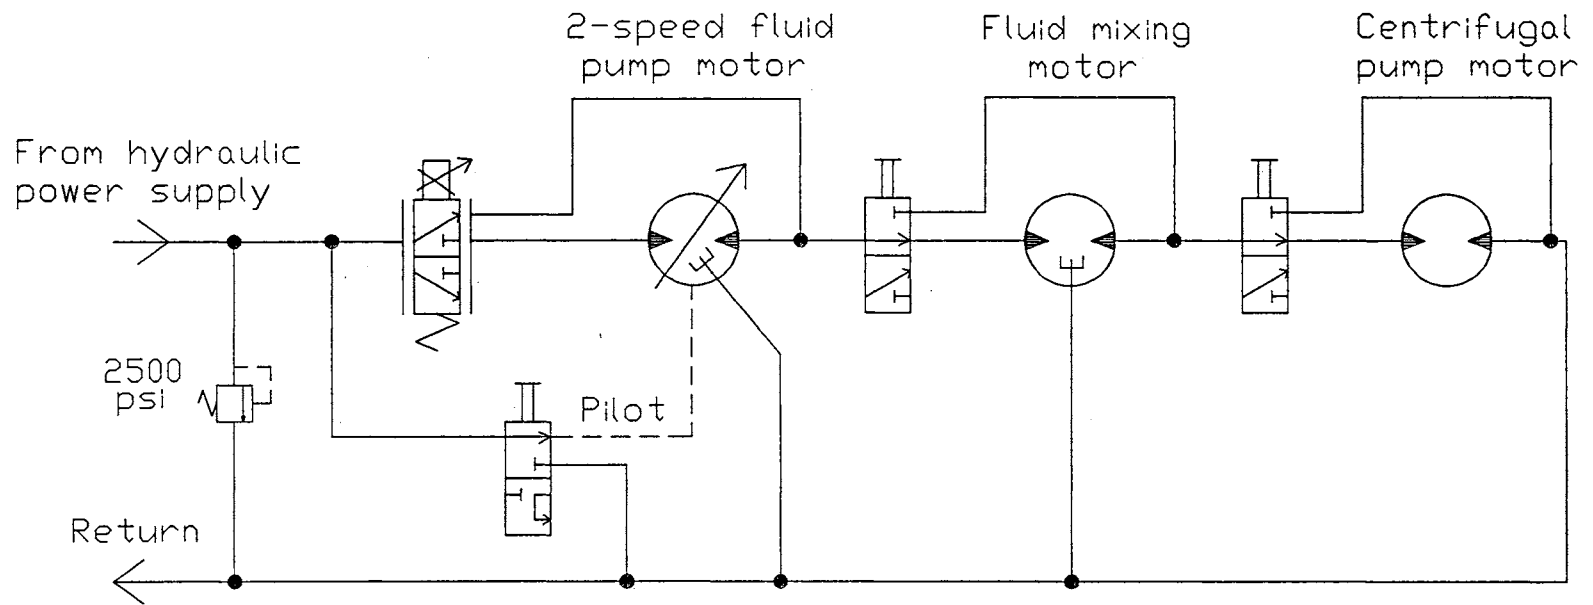 2-speed fluid
pump motor
Fluid mixing
motor
Centrifugal
pump motor
From hydraulic
power supply
2500
psi
Pilot
Return